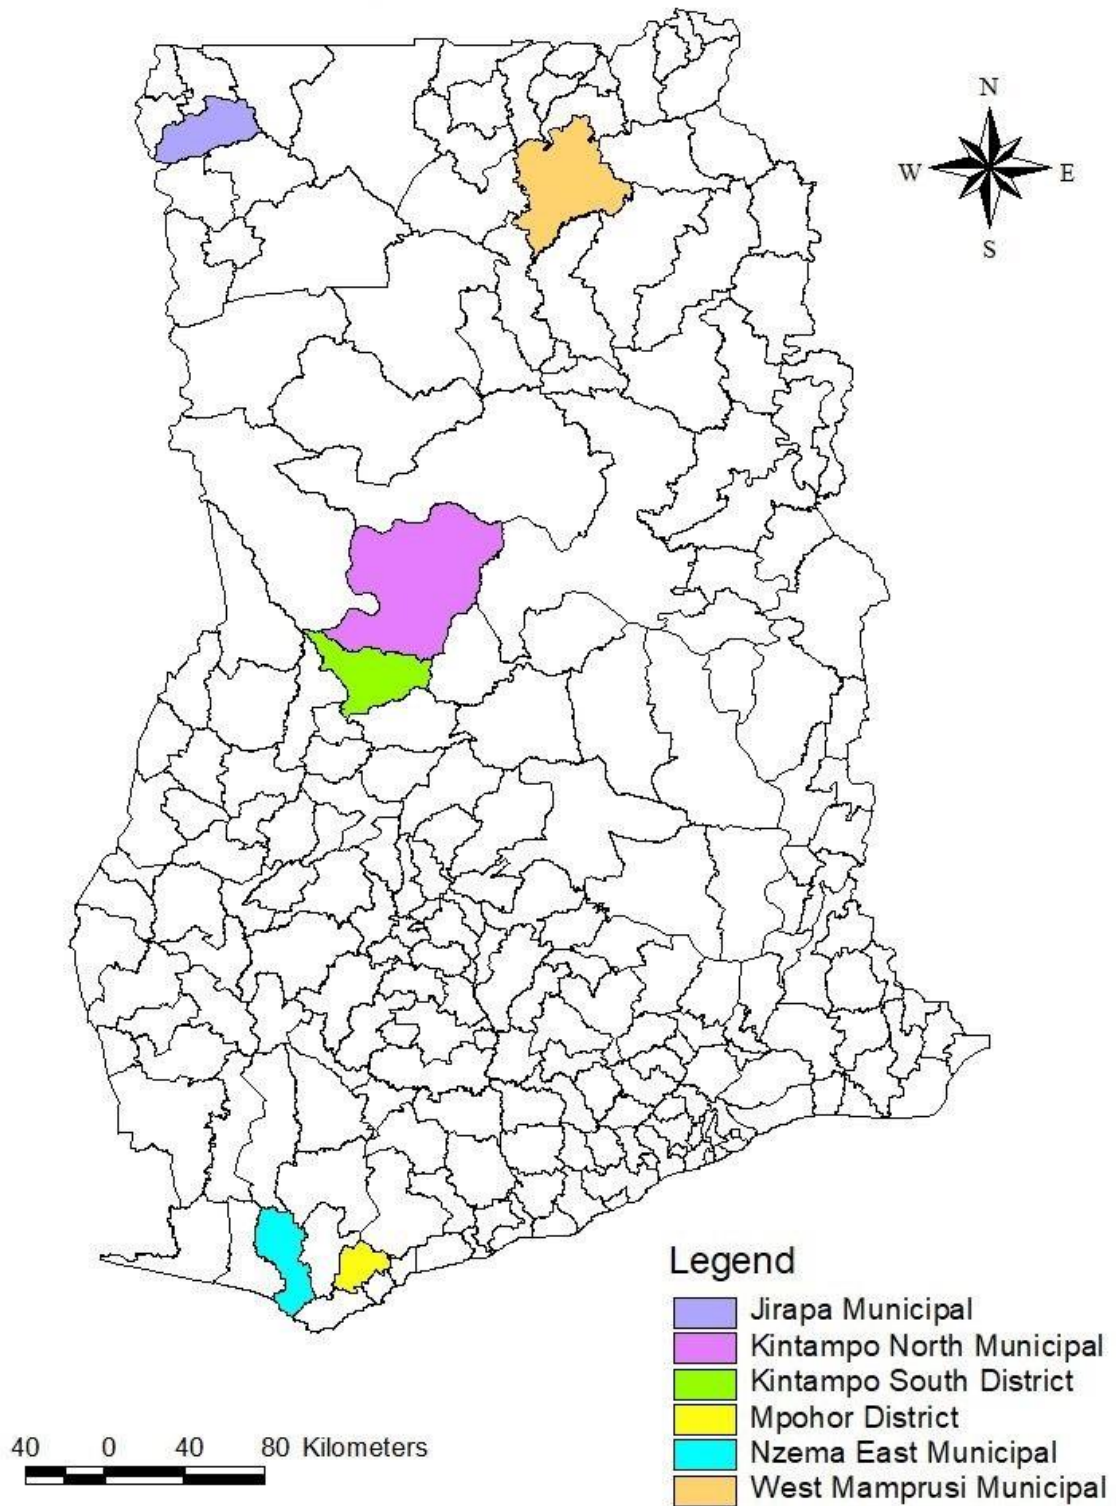 N
W E
S
Legend
Jirapa Municipal
Kintampo North Municipal
Kintampo South District
Mpohor District
Nzema East Municipal
West Mamprusi Municipal
40 0 40 80 Kilometers